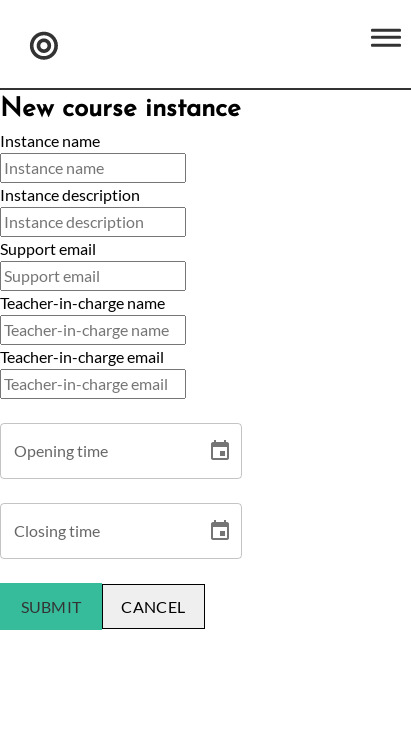 New course instance
Instance name
Instance name
Instance description
Instance description
Support email
Support email
Teacher-in-charge name
Teacher-in-charge name
Teacher-in-charge email
Teacher-in-charge email
Opening time
Closing time
SUBMIT CANCEL